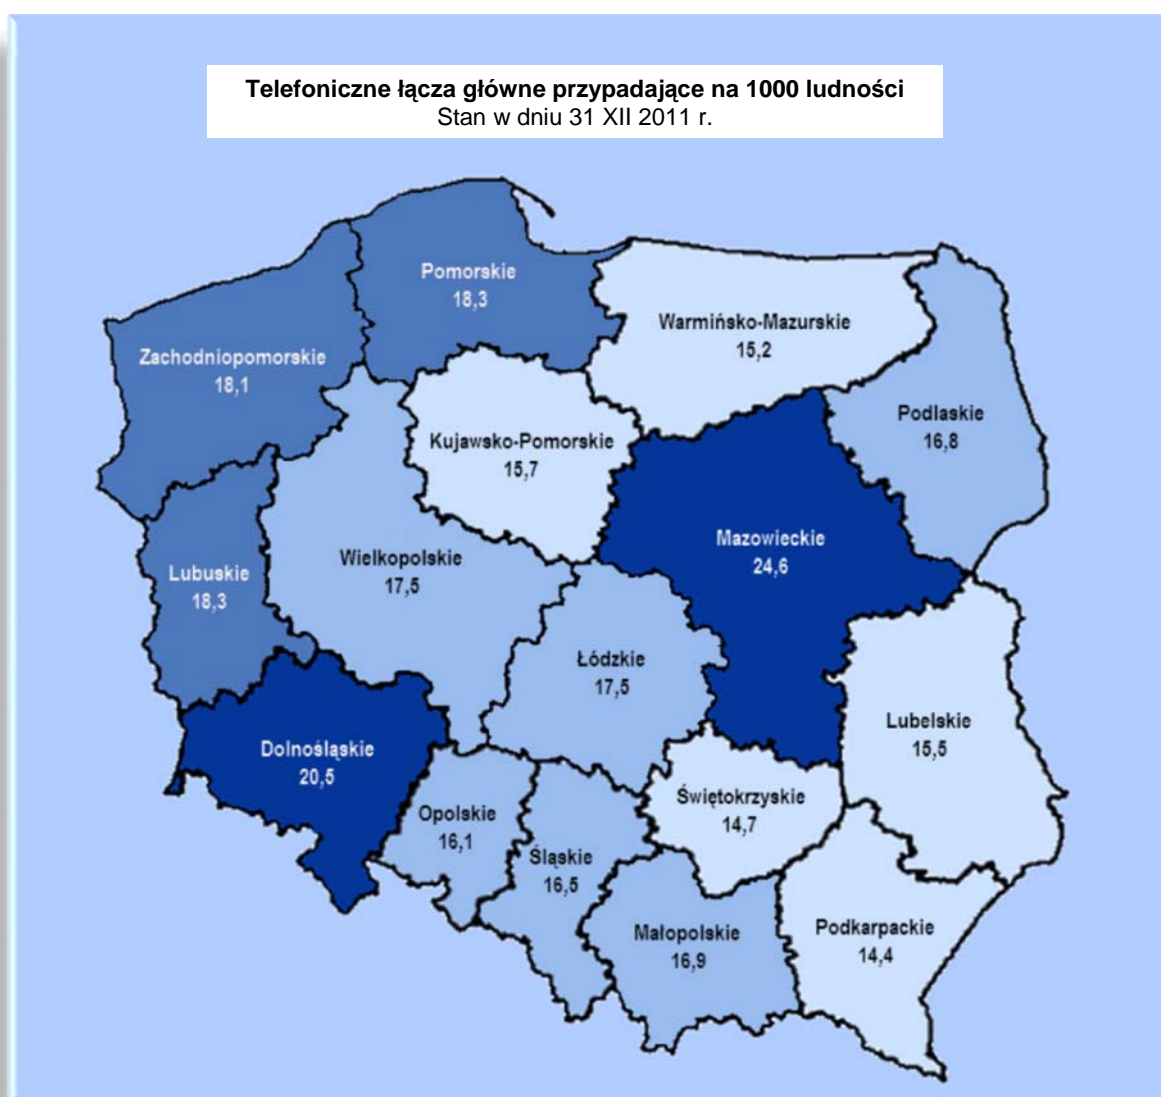 Telefoniczne łącza główne przypadające na 1000 ludności
Stan w dniu 31 XII 2011 r.
Pomorskie
18,3
Warmińsko-Mazurskie
15,2
Zachodniopomorskie
18,1
Podlaskie
16,8
Kujawsko-Pomorskie
15,7
Mazowieckie
24,6
Wielkopolskie
17,5
Lubuskie
18,3
Łódzkie
17,5
Lubelskie
15,5
Dolnośląskie
20,5
Świętokrzyskie
14,7
Opolskie
16,1
Śląskie
16,5
Małopolskie
16,9
Podkarpackie
14,4